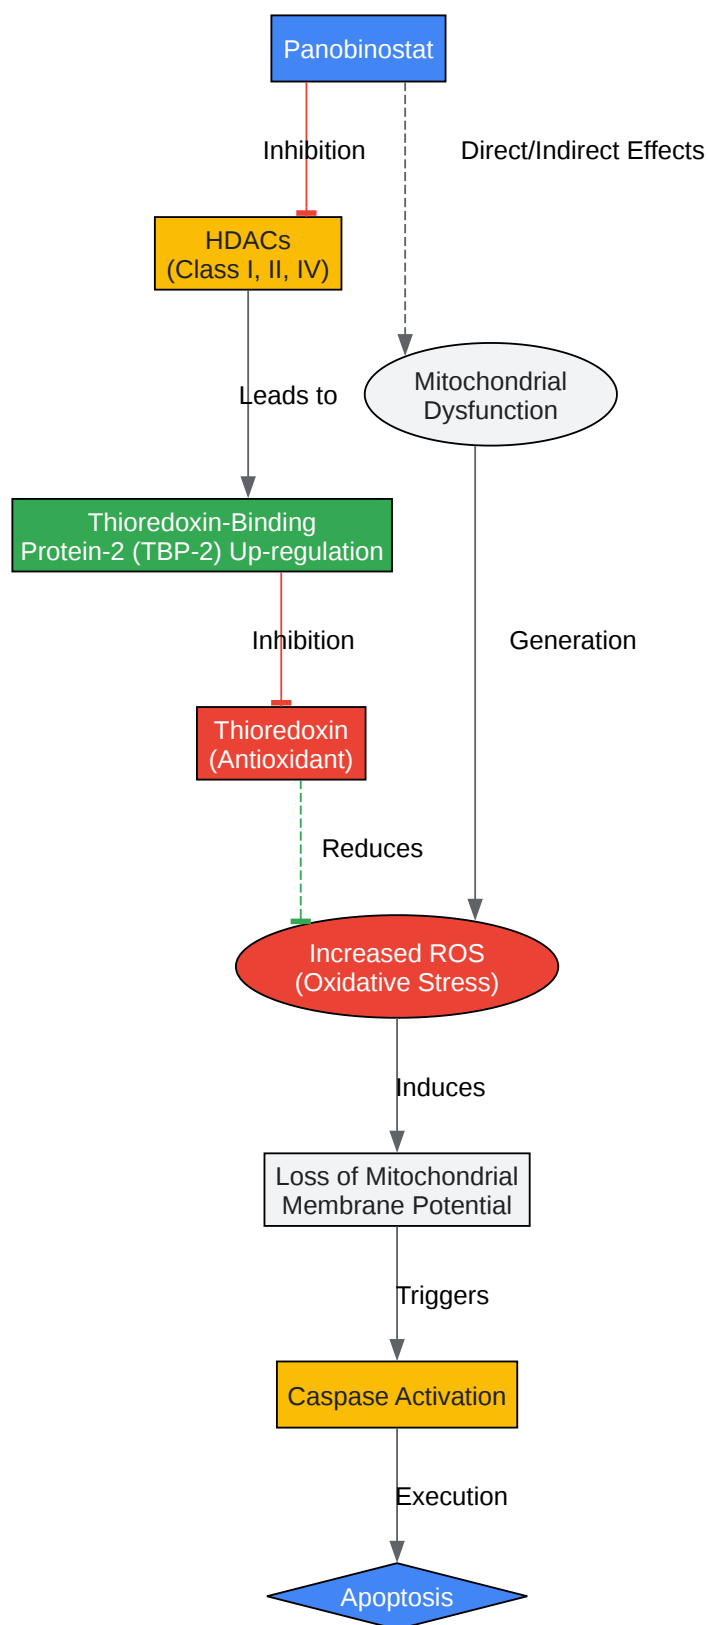 Panobinostat
Inhibition
Direct/Indirect Effects
HDACs
(Class I, II, IV)
Mitochondrial
Dysfunction
Leads to
Thioredoxin-Binding
Protein-2 (TBP-2) Up-regulation
Inhibition
Generation
Thioredoxin
(Antioxidant)
Reduces
Increased ROS
(Oxidative Stress)
Induces
Loss of Mitochondrial
Membrane Potential
Triggers
Caspase Activation
Execution
Apoptosis